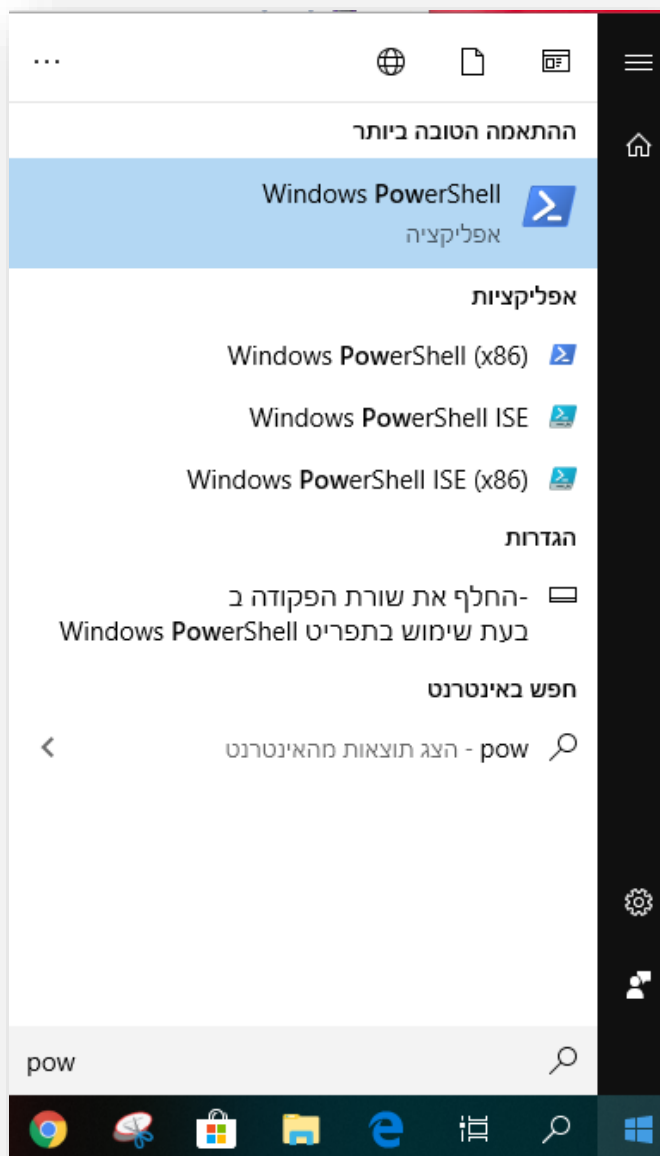 ...
ההתאמה הטובה ביותר
Windows PowerShell
אפליקציה
אפליקציות
Windows PowerShell (x86)
Windows PowerShell ISE
Windows PowerShell ISE (x86)
הגדרות
החלף את שורת הפקודה ב-
Windows PowerShell בעת שימוש בתפריט
חפש באינטרנט
pow - הצג תוצאות מהאינטרנט
pow